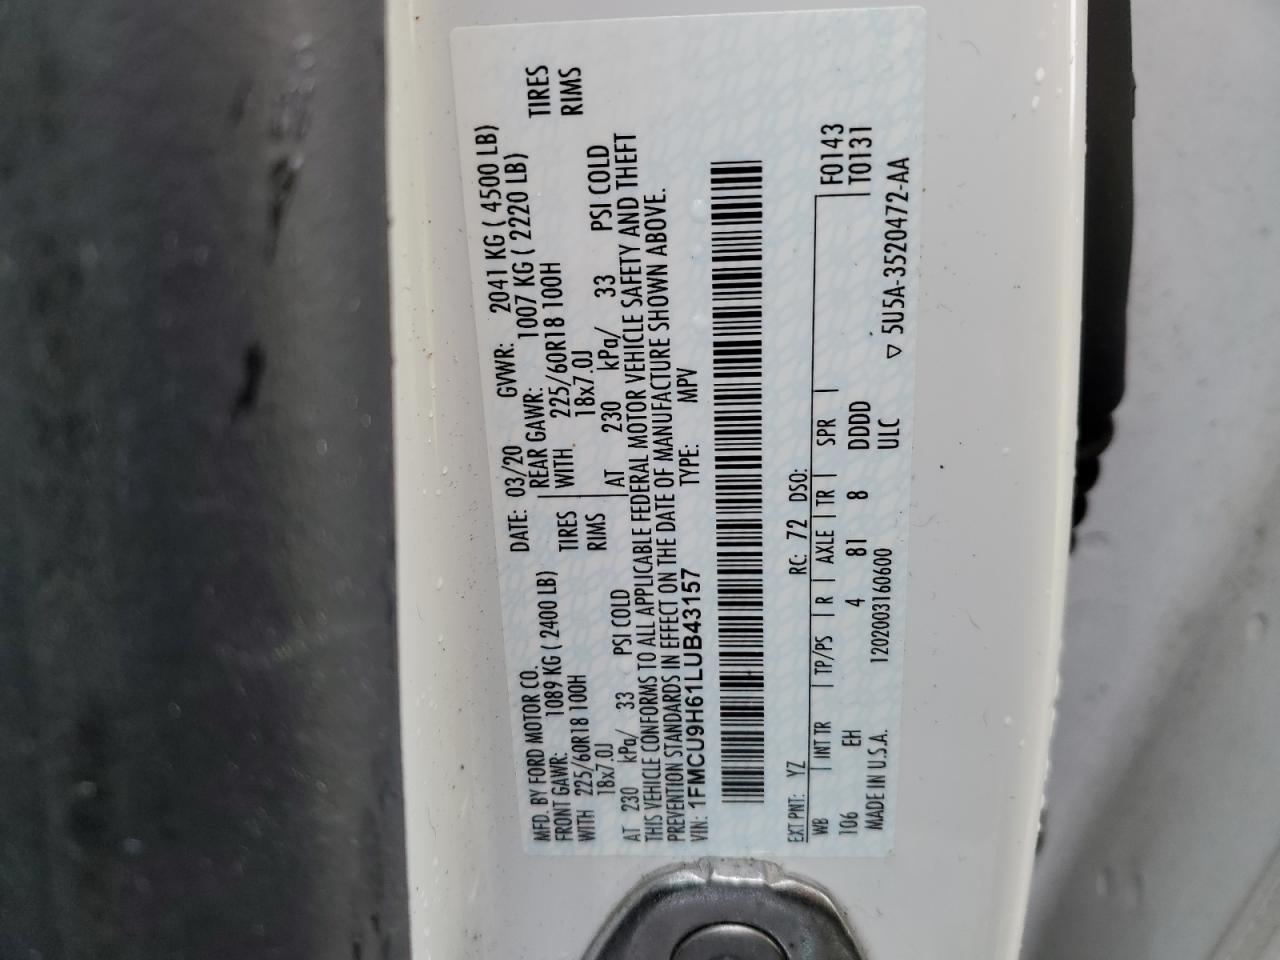 MFD. BY FORD MOTOR CO. DATE: 03/20 GVWR: 2041 KG ( 4500 LB)
FRONT GAWR: 1089 KG ( 2400 LB) REAR GAWR: 1007 KG ( 2220 LB)
WITH 225/60R18 100H TIRES WITH 225/60R18 100H TIRES
18x7.0J RIMS 18x7.0J RIMS
AT 230 kPa/ 33 PSI COLD AT 230 kPa/ 33 PSI COLD
THIS VEHICLE CONFORMS TO ALL APPLICABLE FEDERAL MOTOR VEHICLE SAFETY AND THEFT
PREVENTION STANDARDS IN EFFECT ON THE DATE OF MANUFACTURE SHOWN ABOVE.
VIN: 1FMCU9H61LUB43157 TYPE: MPV
EXT PNT: YZ RC: 72 DSO:
WB INT TR TP/PS R AXLE TR SPR F0143
106 EH 4 81 8 DDDD T0131
MADE IN U.S.A. 1202003160600 ULC ▽ 5U5A-3520472-AA